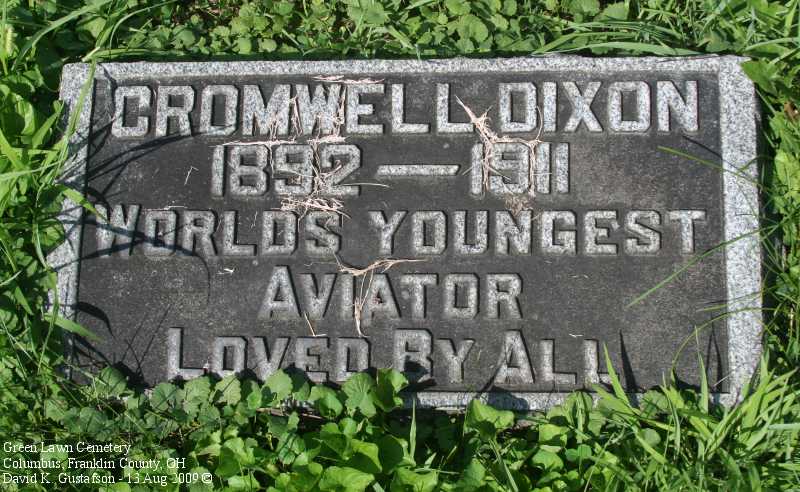 CROMWELL DIXON
1892 — 1911
WORLDS YOUNGEST
AVIATOR
LOVED BY ALL
Green Lawn Cemetery
Columbus, Franklin County, OH
David K. Gustafson - 13 Aug 2009 ©